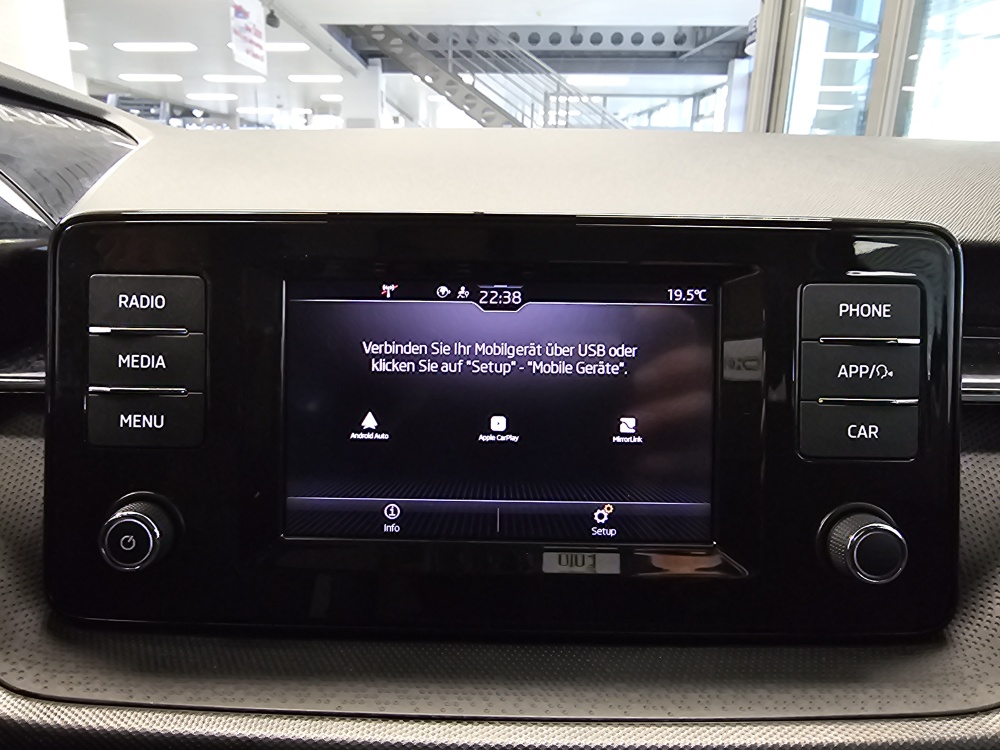 RADIO
MEDIA
MENU
22:38
19.5°C
Verbinden Sie Ihr Mobilgerät über USB oder
klicken Sie auf "Setup" - "Mobile Geräte".
Android Auto
Apple CarPlay
MirrorLink
Info
Setup
PHONE
APP/
CAR